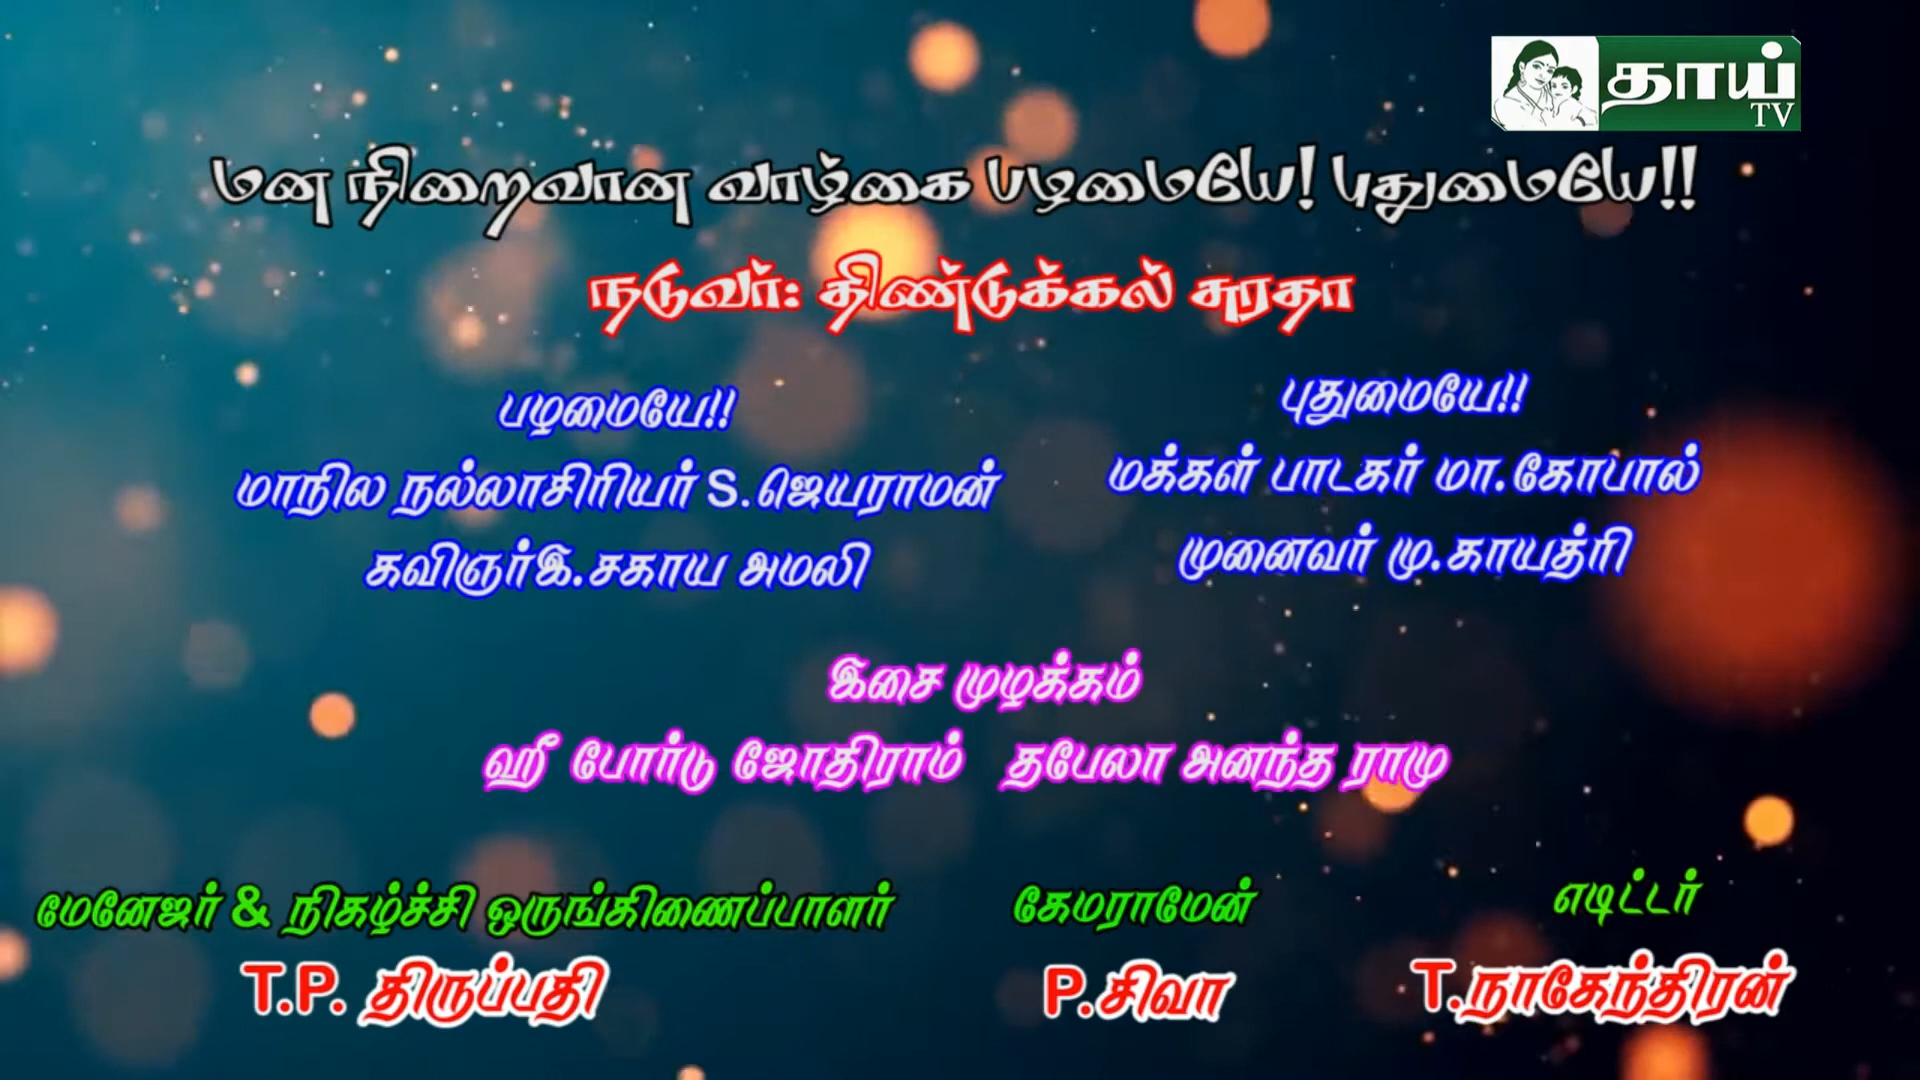 தாய்
TV
மன நிறைவான வாழ்கை பழமையே! புதுமையே!!
நடுவர்: திண்டுக்கல் சுரதா
பழமையே!!
மாநில நல்லாசிரியர் S.ஜெயராமன்
கவிஞர்இ.சகாய அமலி
புதுமையே!!
மக்கள் பாடகர் மா.கோபால்
முனைவர் மு.காயத்ரி
இசை முழக்கம்
ஹீ போர்டு ஜோதிராம் தபேலா அனந்த ராமு
மேனேஜர் & நிகழ்ச்சி ஒருங்கிணைப்பாளர்
T.P. திருப்பதி
கேமராமேன்
P.சிவா
எடிட்டர்
T.நாகேந்திரன்